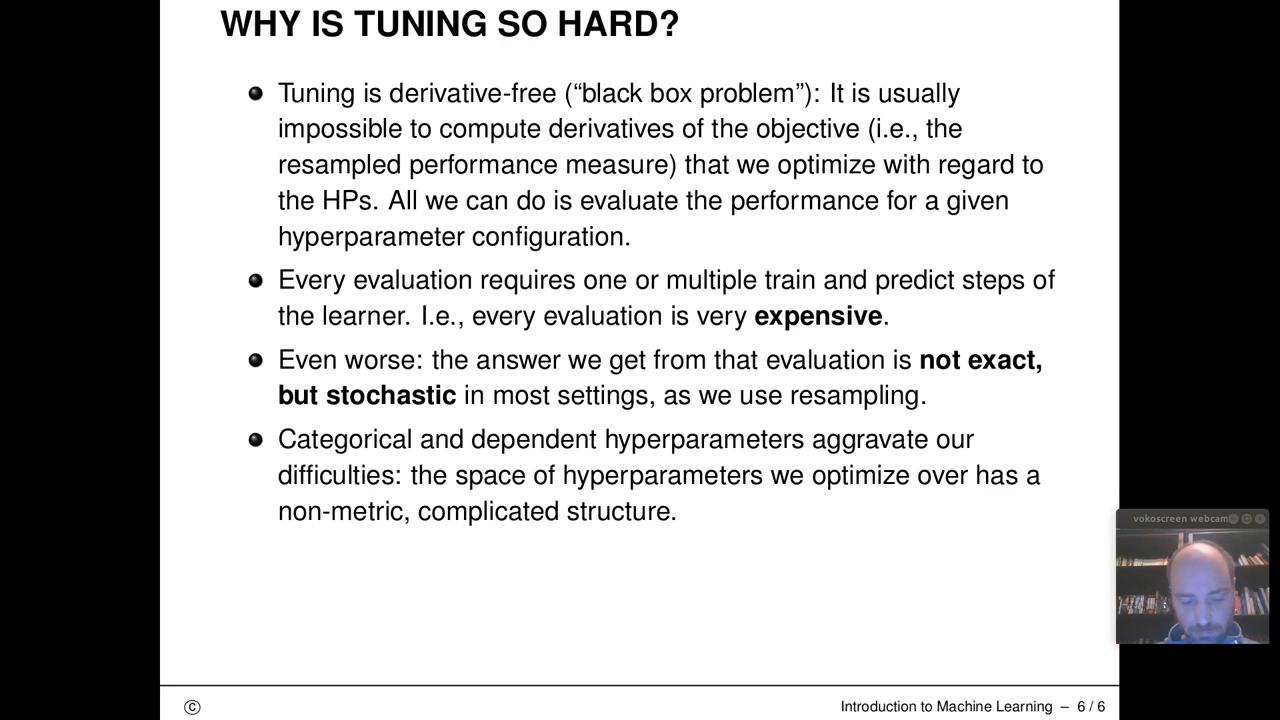 WHY IS TUNING SO HARD?
Tuning is derivative-free (“black box problem”): It is usually
impossible to compute derivatives of the objective (i.e., the
resampled performance measure) that we optimize with regard to
the HPs. All we can do is evaluate the performance for a given
hyperparameter configuration.
Every evaluation requires one or multiple train and predict steps of
the learner. I.e., every evaluation is very expensive.
Even worse: the answer we get from that evaluation is not exact,
but stochastic in most settings, as we use resampling.
Categorical and dependent hyperparameters aggravate our
difficulties: the space of hyperparameters we optimize over has a
non-metric, complicated structure.
vokoscreen webcam
© Introduction to Machine Learning – 6 / 6